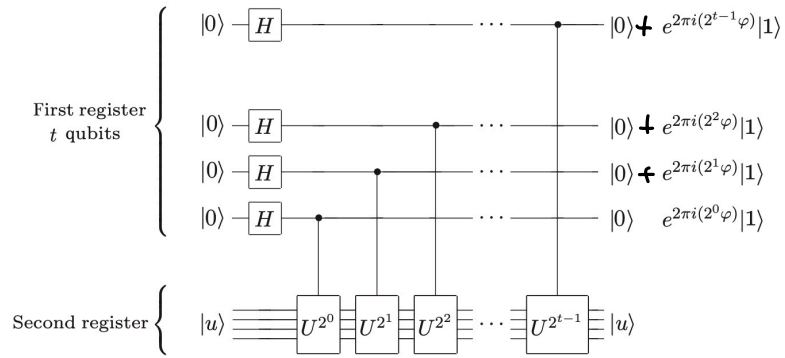 |0⟩ H ··· |0⟩ + e^{2πi(2^{t−1}φ)}|1⟩
First register
t qubits
|0⟩ H ··· |0⟩ + e^{2πi(2^2φ)}|1⟩
|0⟩ H ··· |0⟩ + e^{2πi(2^1φ)}|1⟩
|0⟩ H ··· |0⟩ e^{2πi(2^0φ)}|1⟩
Second register |u⟩ U^{2^0} U^{2^1} U^{2^2} ··· U^{2^{t−1}} |u⟩